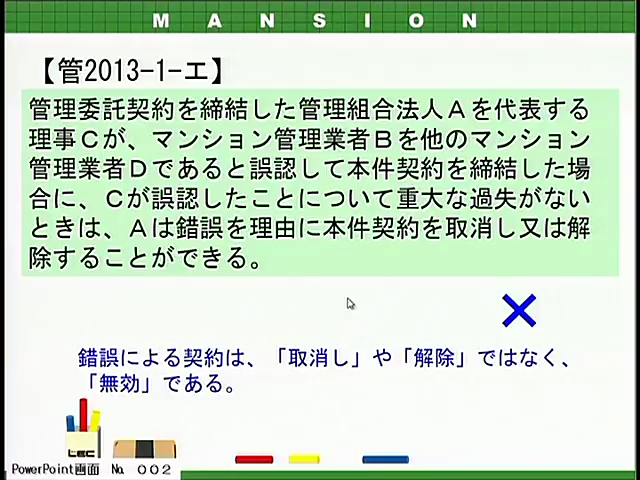 MANSION
【管2013-1-エ】
管理委託契約を締結した管理組合法人Ａを代表する
理事Ｃが、マンション管理業者Ｂを他のマンション
管理業者Ｄであると誤認して本件契約を締結した場
合に、Ｃが誤認したことについて重大な過失がない
ときは、Ａは錯誤を理由に本件契約を取消し又は解
除することができる。
×
錯誤による契約は、「取消し」や「解除」ではなく、
「無効」である。
LEC
PowerPoint画面 No. 002